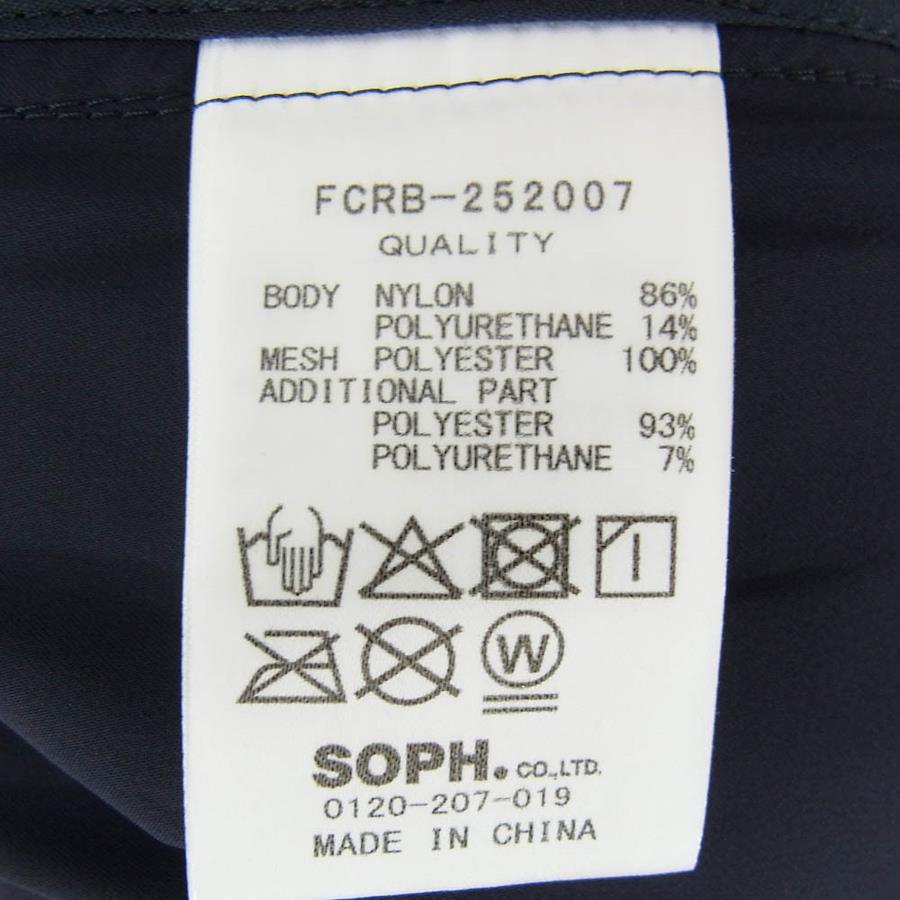 FCRB-252007
QUALITY
BODY NYLON 86%
POLYURETHANE 14%
MESH POLYESTER 100%
ADDITIONAL PART
POLYESTER 93%
POLYURETHANE 7%
W
SOPH. CO.,LTD.
0120-207-019
MADE IN CHINA